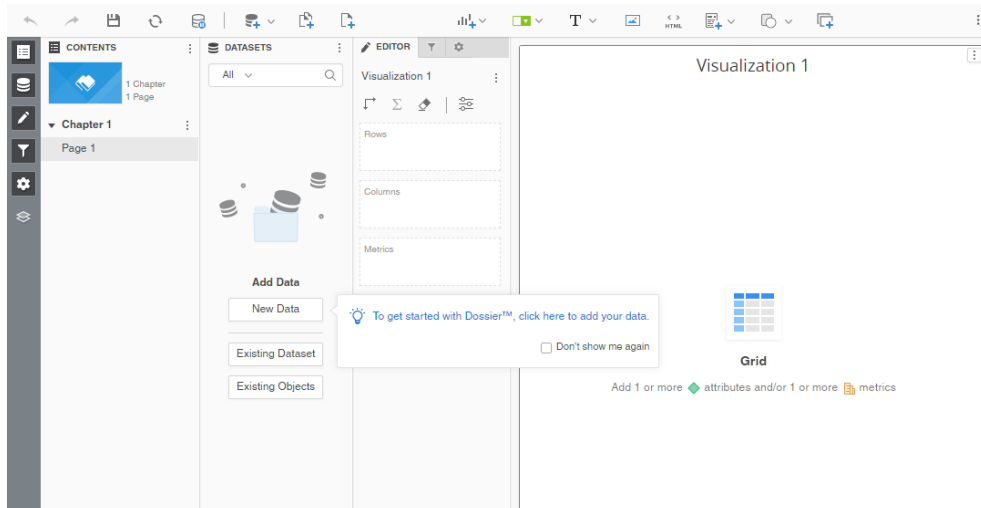 HTML
CONTENTS
1 Chapter
1 Page
Chapter 1
Page 1
DATASETS
All
Add Data
New Data
Existing Dataset
Existing Objects
EDITOR
Visualization 1
Rows
Columns
Metrics
To get started with Dossier™, click here to add your data.
Don't show me again
Visualization 1
Grid
Add 1 or more attributes and/or 1 or more metrics